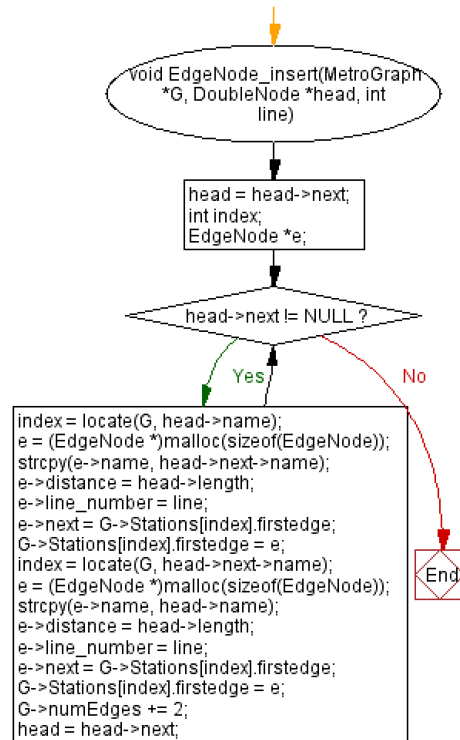 void EdgeNode_insert(MetroGraph
*G, DoubleNode *head, int
line)
head = head->next;
int index;
EdgeNode *e;
head->next != NULL ?
Yes
No
index = locate(G, head->name);
e = (EdgeNode *)malloc(sizeof(EdgeNode));
strcpy(e->name, head->next->name);
e->distance = head->length;
e->line_number = line;
e->next = G->Stations[index].firstedge;
G->Stations[index].firstedge = e;
index = locate(G, head->next->name);
e = (EdgeNode *)malloc(sizeof(EdgeNode));
strcpy(e->name, head->name);
e->distance = head->length;
e->line_number = line;
e->next = G->Stations[index].firstedge;
G->Stations[index].firstedge = e;
G->numEdges += 2;
head = head->next;
End